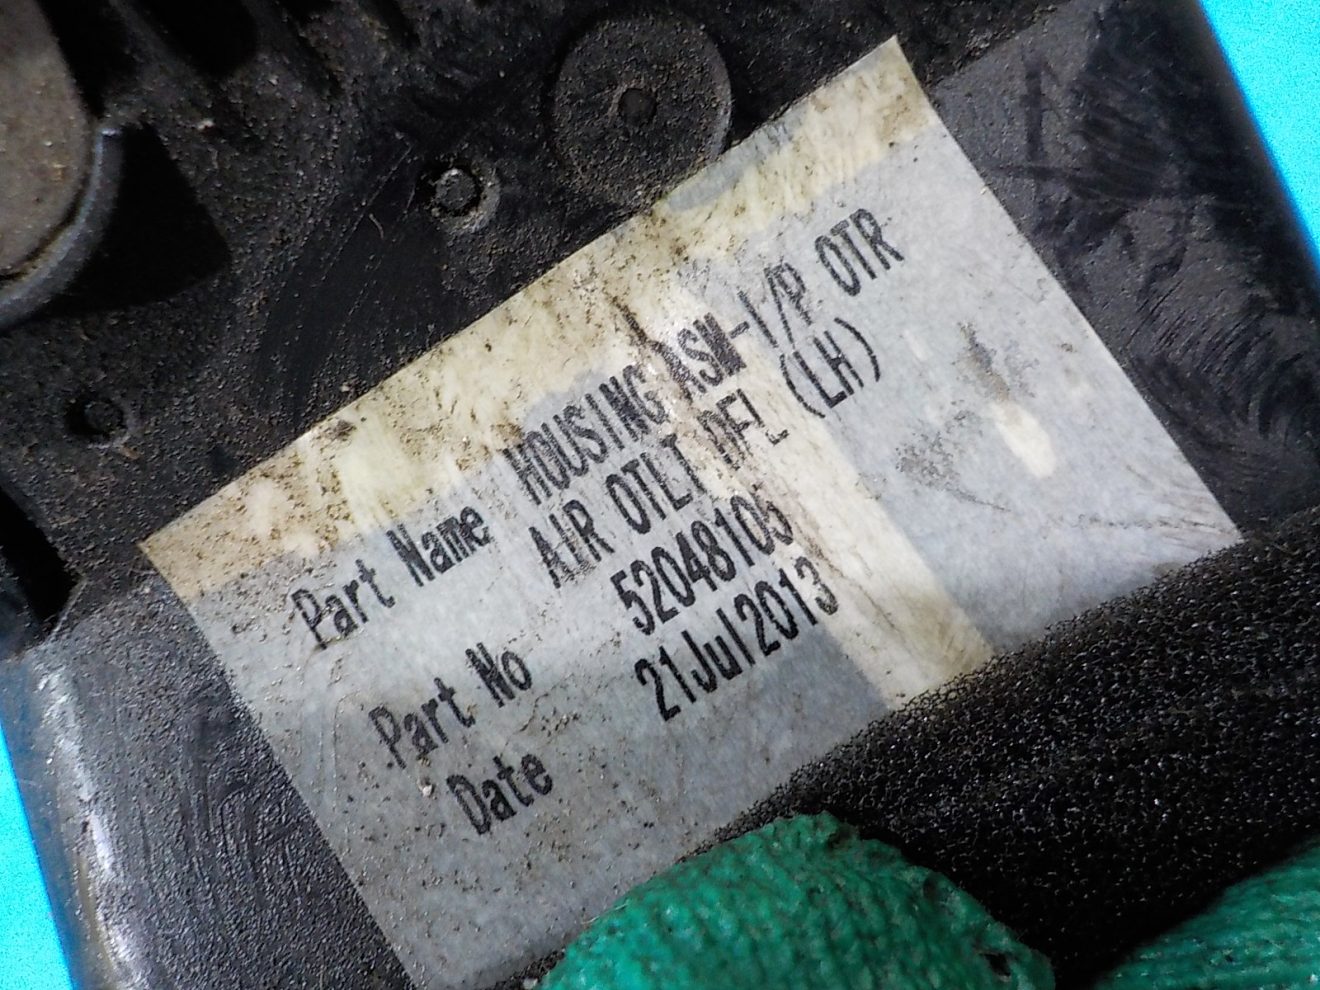 Part Name HOUSING ASM-I/P OTR
AIR OTLT DFL (LH)
Part No 52048105
Date 21Jul2013